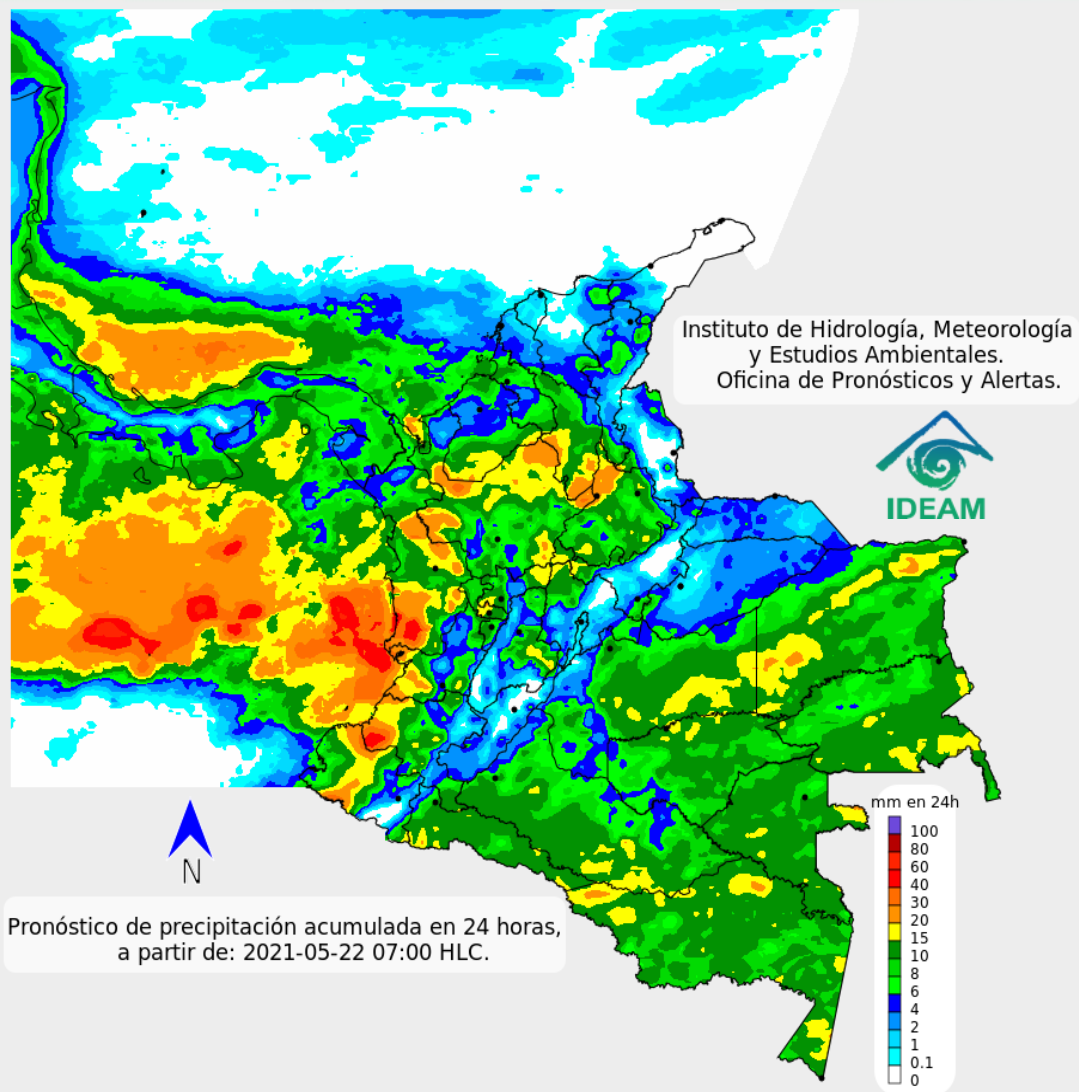 Instituto de Hidrología, Meteorología
y Estudios Ambientales.
Oficina de Pronósticos y Alertas.
IDEAM
mm en 24h
100
80
60
40
30
20
15
10
8
6
4
2
1
0.1
0
N
Pronóstico de precipitación acumulada en 24 horas,
a partir de: 2021-05-22 07:00 HLC.